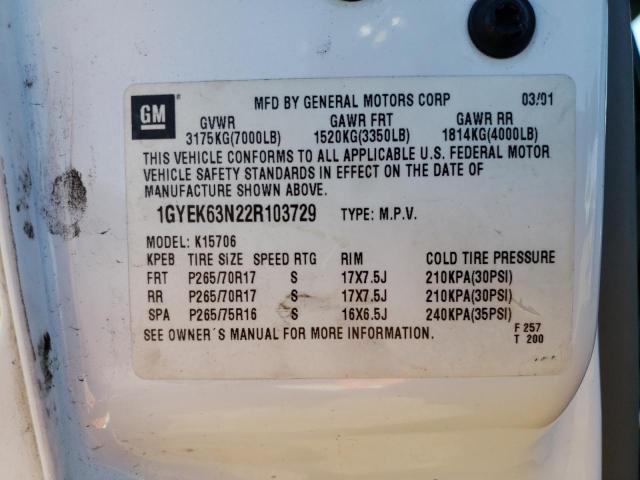 GM
MFD BY GENERAL MOTORS CORP 03/01
GVWR GAWR FRT GAWR RR
3175KG(7000LB) 1520KG(3350LB) 1814KG(4000LB)
THIS VEHICLE CONFORMS TO ALL APPLICABLE U.S. FEDERAL MOTOR
VEHICLE SAFETY STANDARDS IN EFFECT ON THE DATE OF
MANUFACTURE SHOWN ABOVE.
1GYEK63N22R103729 TYPE: M.P.V.
MODEL: K15706
KPEB TIRE SIZE SPEED RTG RIM COLD TIRE PRESSURE
FRT P265/70R17 S 17X7.5J 210KPA(30PSI)
RR P265/70R17 S 17X7.5J 210KPA(30PSI)
SPA P265/75R16 S 16X6.5J 240KPA(35PSI)
SEE OWNER'S MANUAL FOR MORE INFORMATION.
F 257
T 200